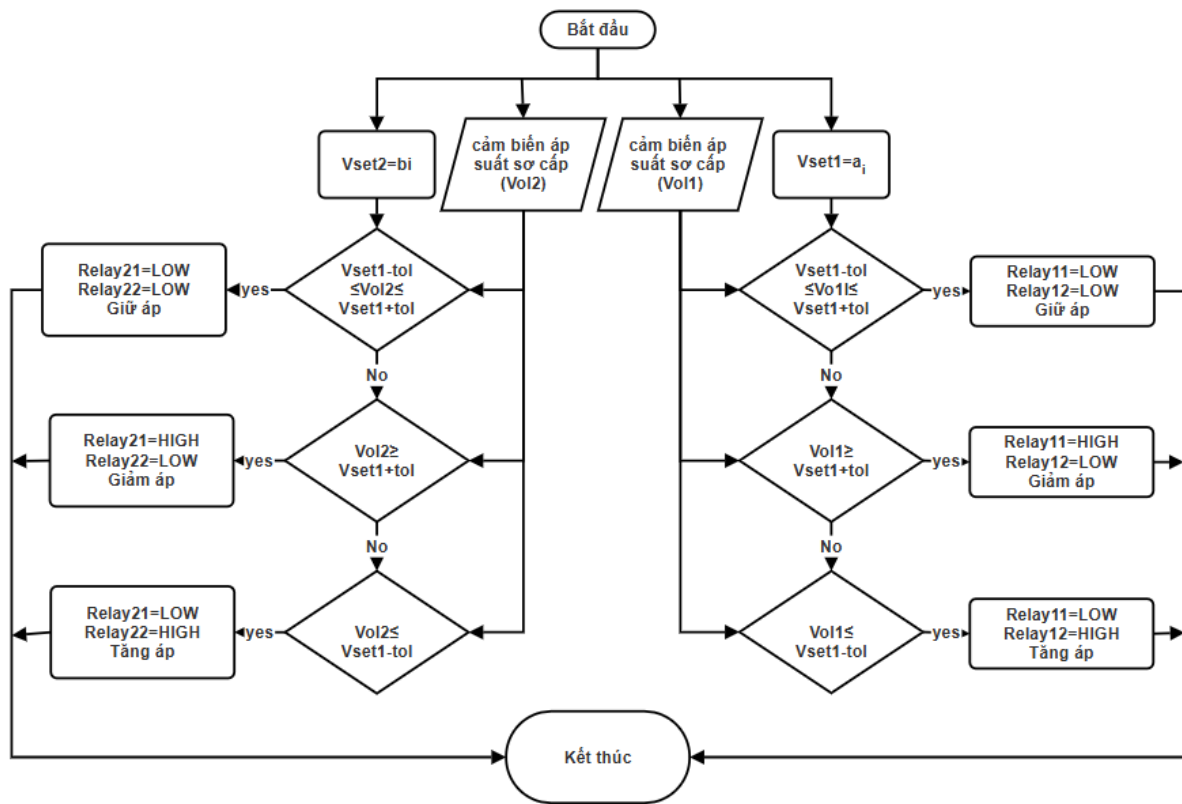 Bắt đầu
Vset2=bi
cảm biến áp
suất sơ cấp
(Vol2)
cảm biến áp
suất sơ cấp
(Vol1)
Vset1=aᵢ
Relay21=LOW
Relay22=LOW
Giữ áp
yes
Vset1-tol
≤Vol2≤
Vset1+tol
Vset1-tol
≤Vo1l≤
Vset1+tol
yes
Relay11=LOW
Relay12=LOW
Giữ áp
No
No
Relay21=HIGH
Relay22=LOW
Giảm áp
yes
Vol2≥
Vset1+tol
Vol1≥
Vset1+tol
yes
Relay11=HIGH
Relay12=LOW
Giảm áp
No
No
Relay21=LOW
Relay22=HIGH
Tăng áp
yes
Vol2≤
Vset1-tol
Vol1≤
Vset1-tol
yes
Relay11=LOW
Relay12=HIGH
Tăng áp
Kết thúc